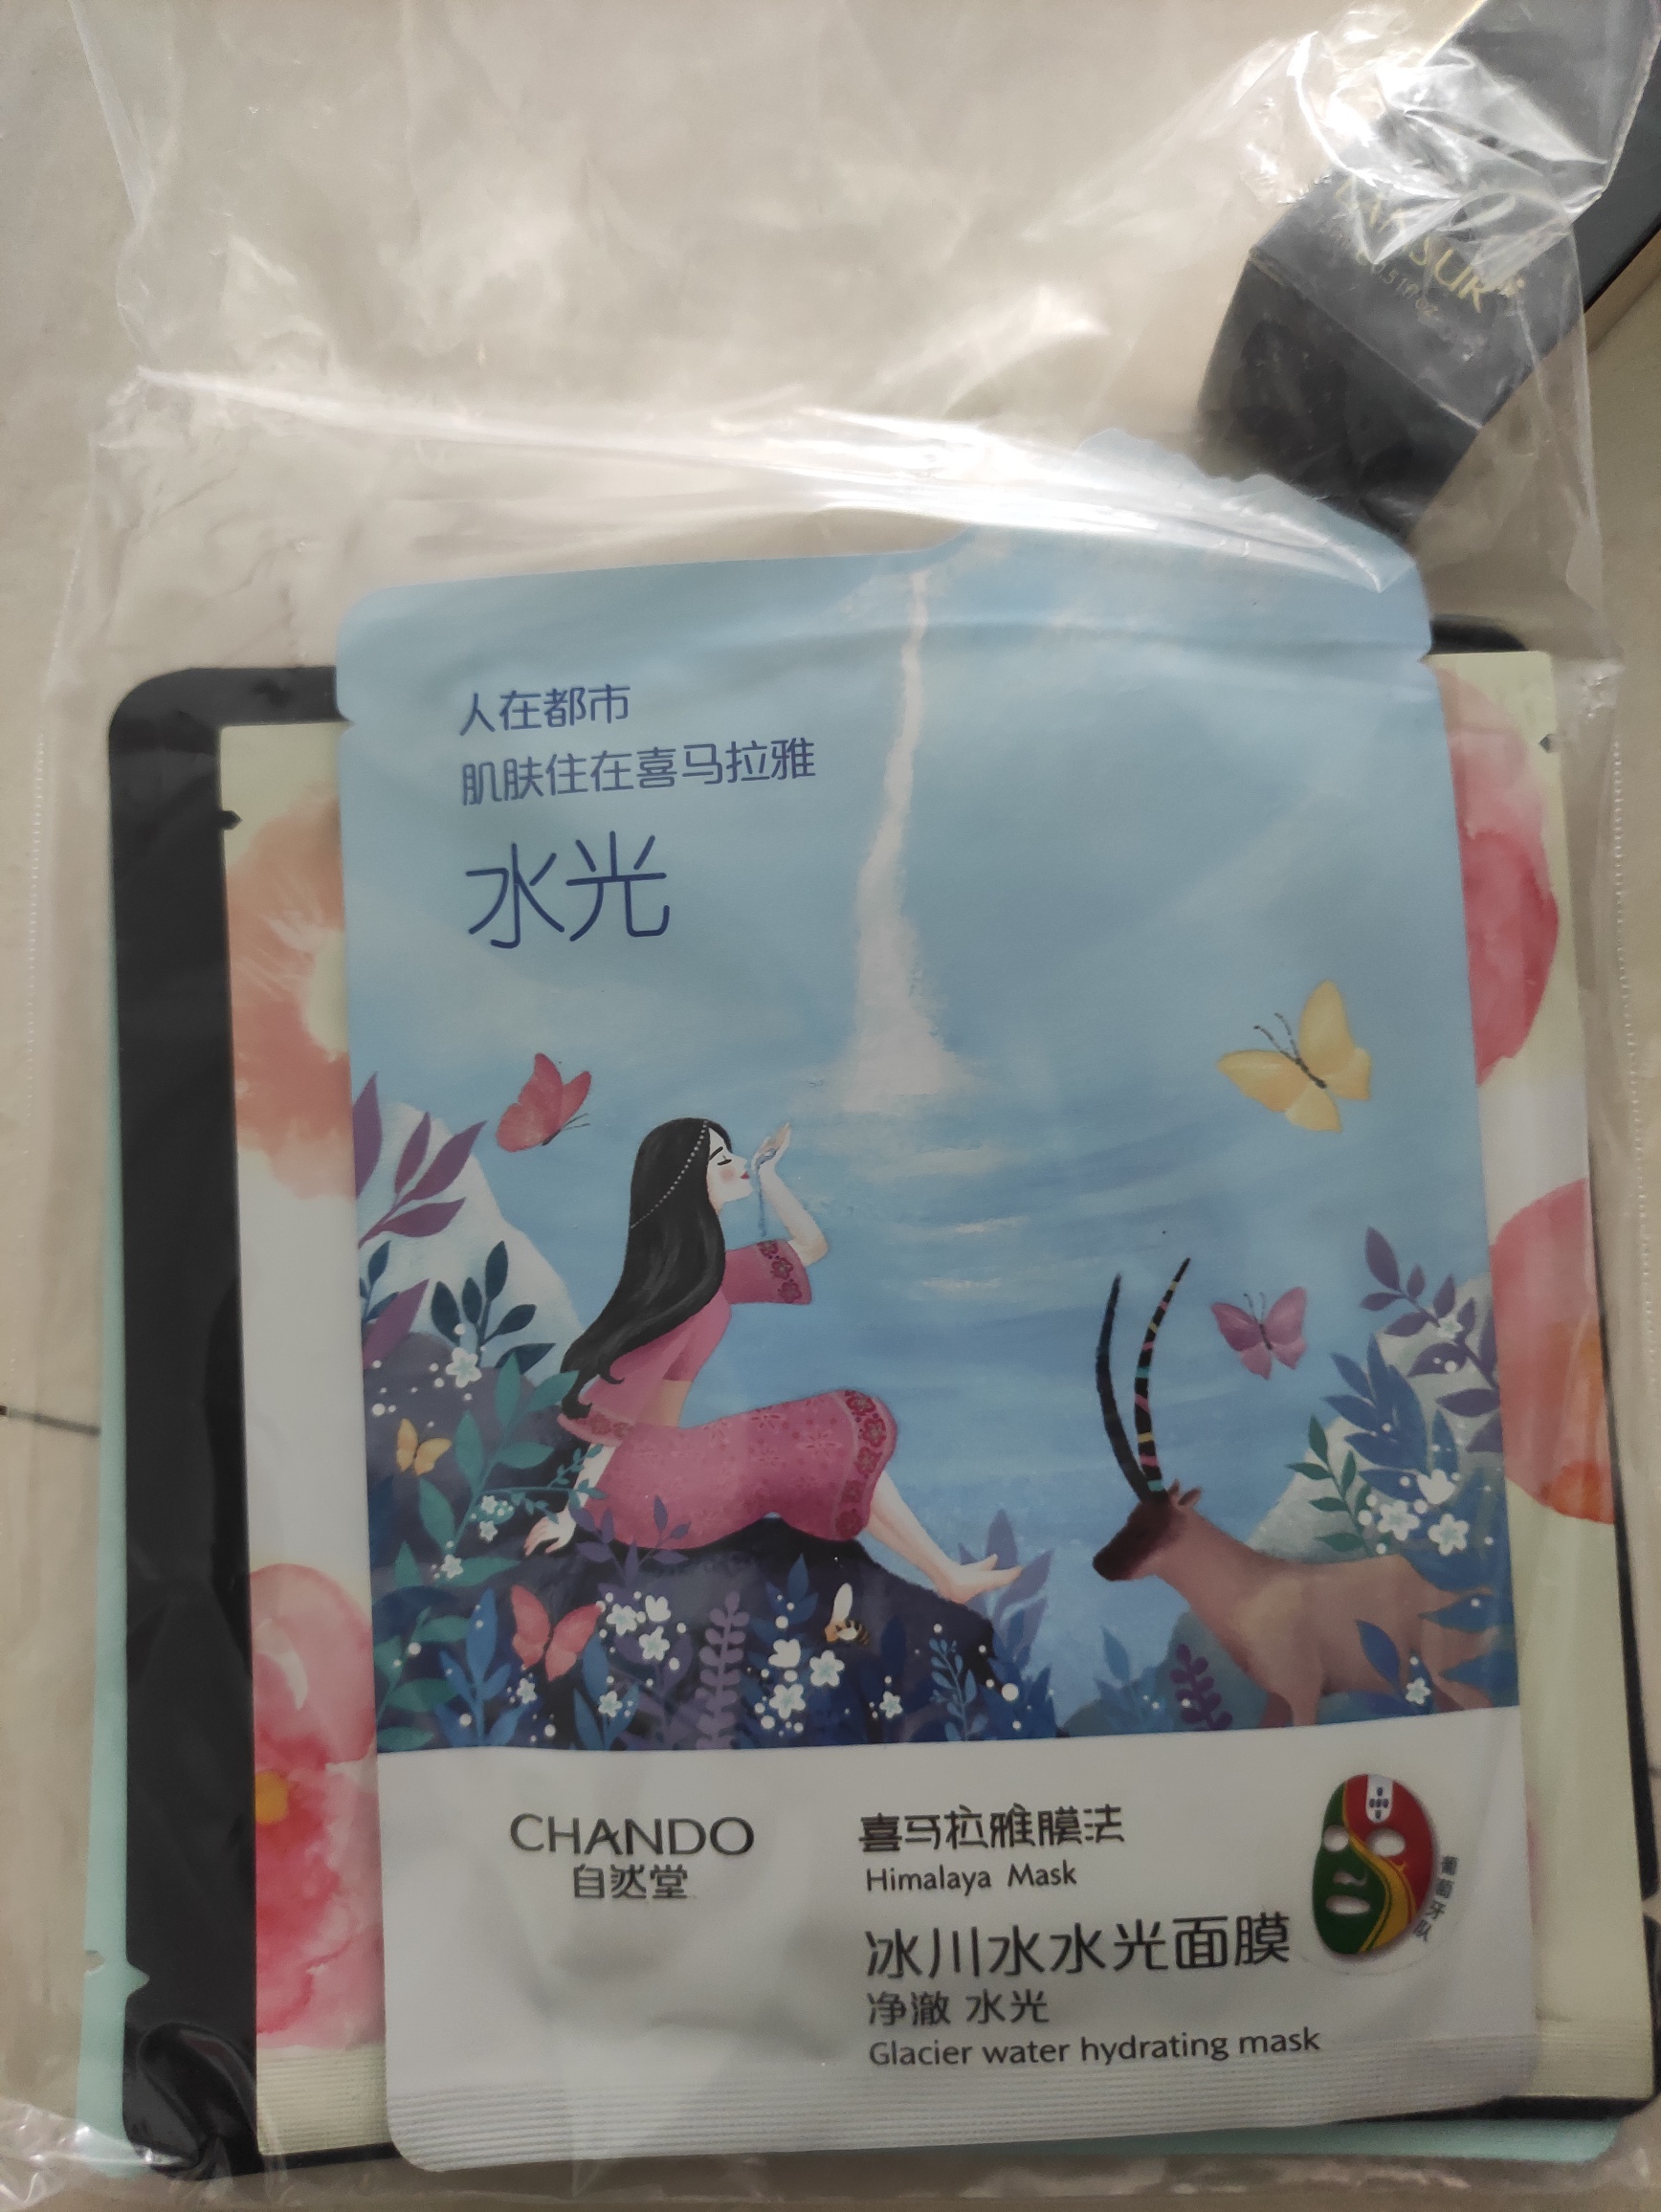 人在都市
肌肤住在喜马拉雅
水光
CHANDO
自然堂
喜马拉雅膜法
Himalaya Mask
冰川水水光面膜
净澈 水光
Glacier water hydrating mask
葡萄牙队